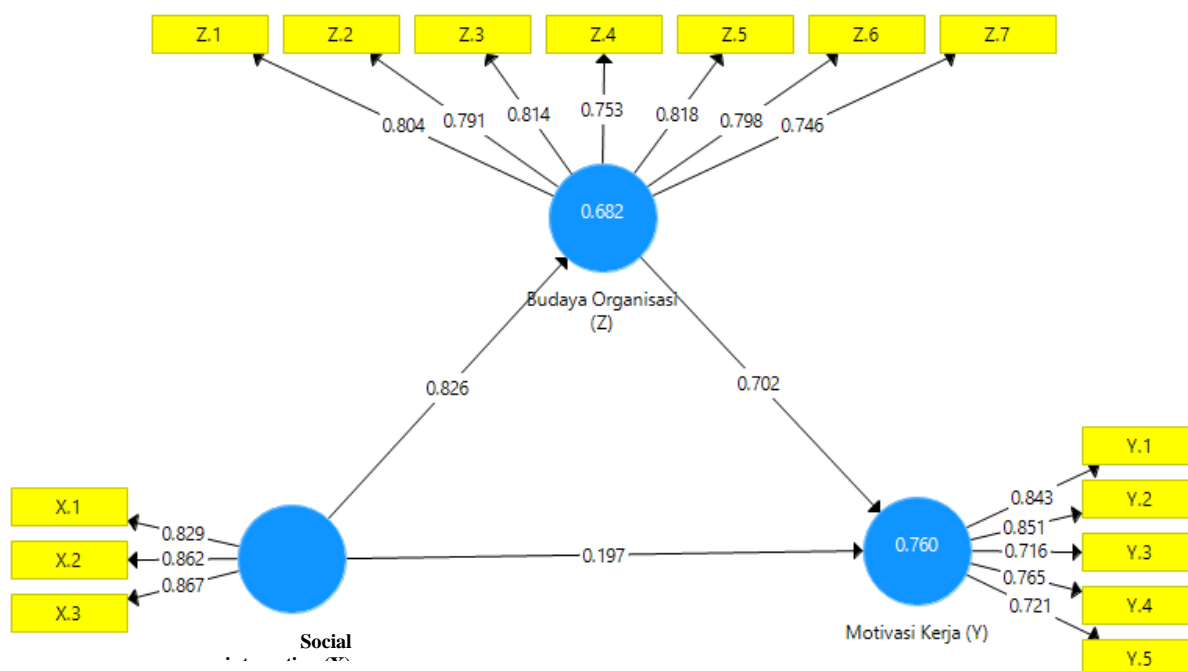 Z.1 Z.2 Z.3 Z.4 Z.5 Z.6 Z.7
0.804 0.791 0.814 0.753 0.818 0.798 0.746
0.682
Budaya Organisasi
(Z)
0.826 0.702
X.1
X.2
X.3
0.829
0.862
0.867
0.197
0.760
Y.1
Y.2
Y.3
Y.4
Y.5
0.843
0.851
0.716
0.765
0.721
Motivasi Kerja (Y)
Social